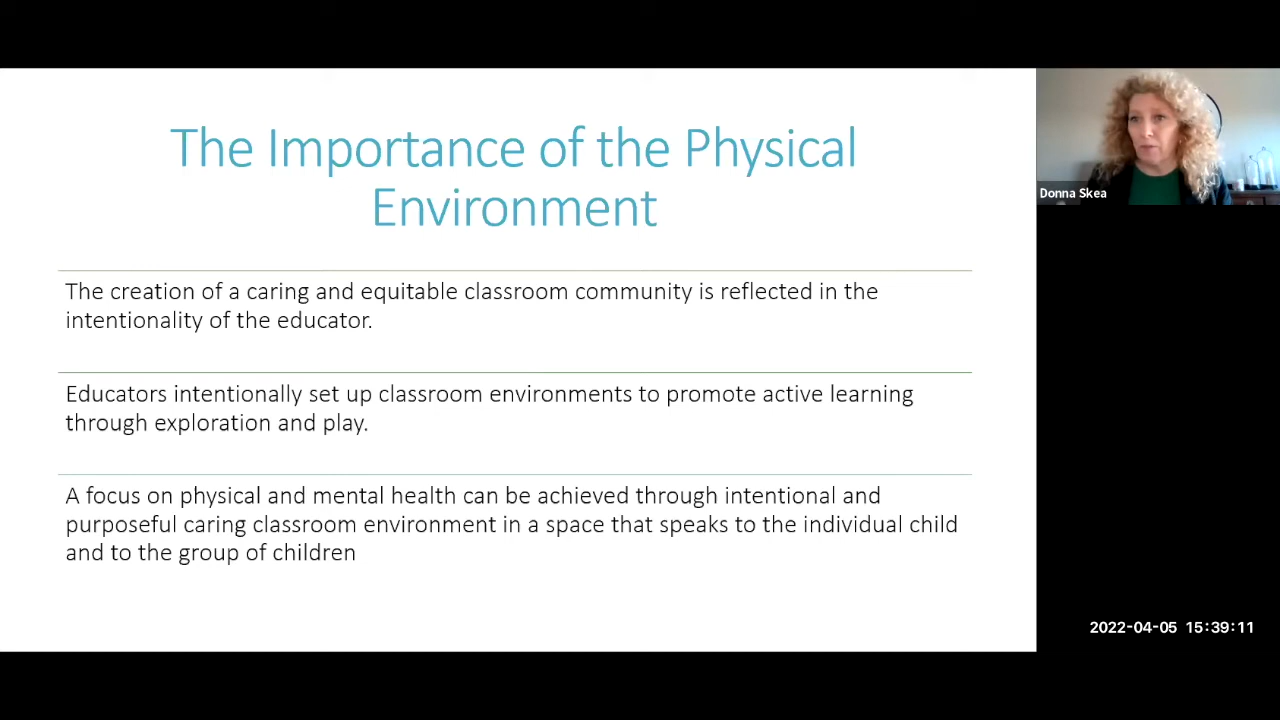 The Importance of the Physical
Environment
The creation of a caring and equitable classroom community is reflected in the
intentionality of the educator.
Educators intentionally set up classroom environments to promote active learning
through exploration and play.
A focus on physical and mental health can be achieved through intentional and
purposeful caring classroom environment in a space that speaks to the individual child
and to the group of children
Donna Skea
2022-04-05 15:39:11